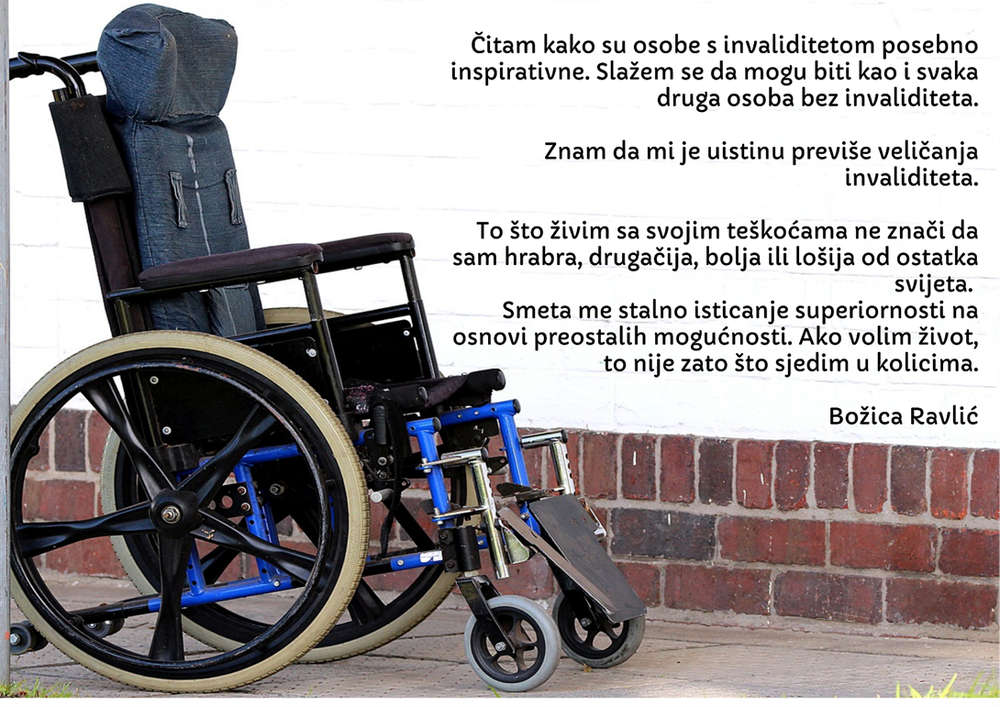 Čitam kako su osobe s invaliditetom posebno
inspirativne. Slažem se da mogu biti kao i svaka
druga osoba bez invaliditeta.
Znam da mi je uistinu previše veličanja
invaliditeta.
To što živim sa svojim teškoćama ne znači da
sam hrabra, drugačija, bolja ili lošija od ostatka
svijeta.
Smeta me stalno isticanje superiornosti na
osnovi preostalih mogućnosti. Ako volim život,
to nije zato što sjedim u kolicima.
Božica Ravlić